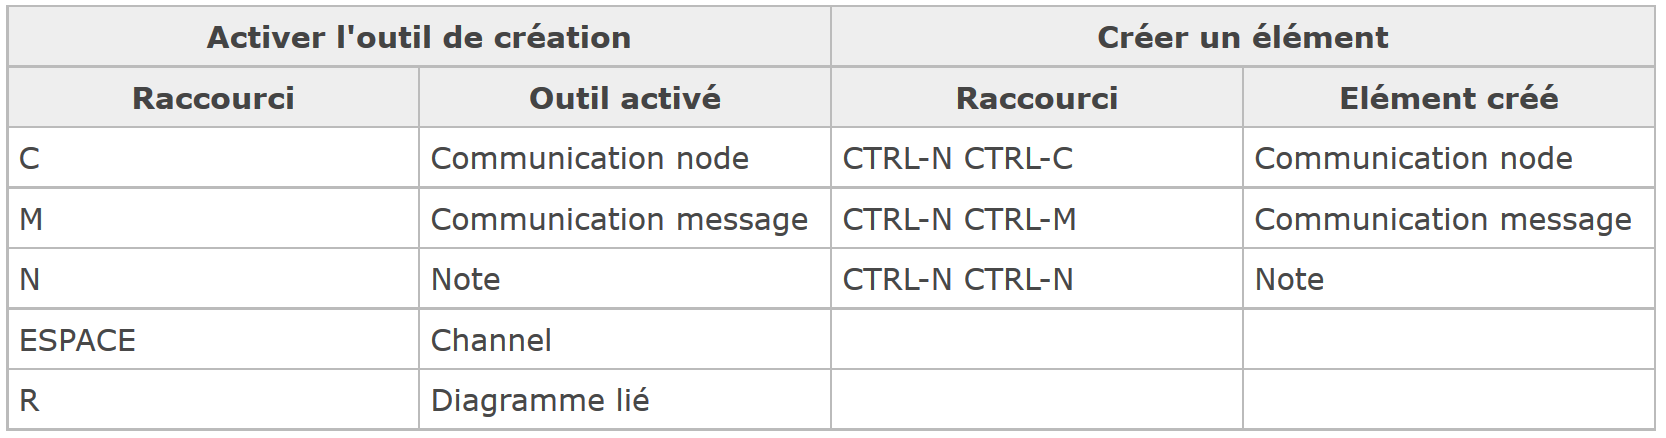 Activer l'outil de création Créer un élément
Raccourci Outil activé Raccourci Elément créé
C Communication node CTRL-N CTRL-C Communication node
M Communication message CTRL-N CTRL-M Communication message
N Note CTRL-N CTRL-N Note
ESPACE Channel
R Diagramme lié